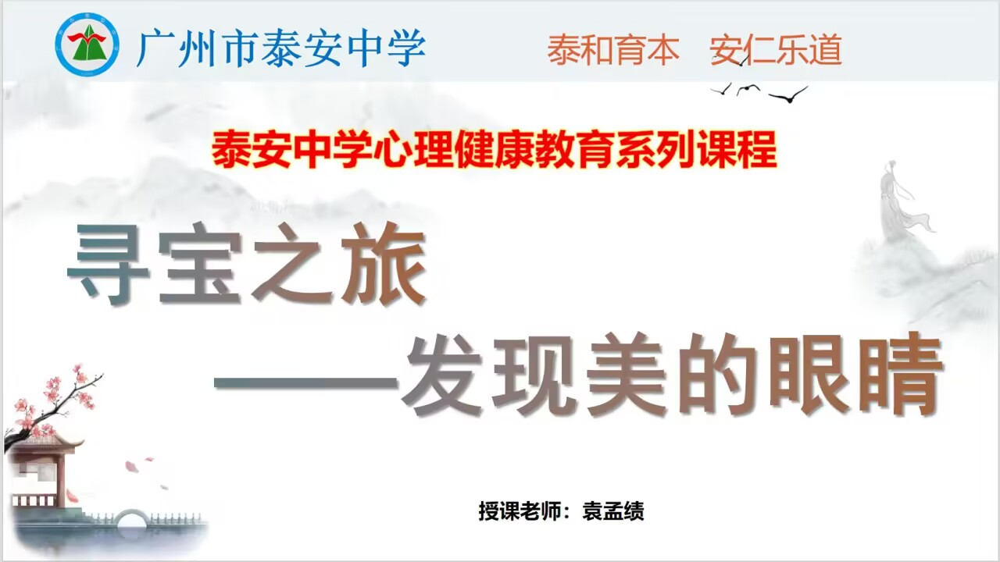 广州市泰安中学
泰和育本 安仁乐道
泰安中学心理健康教育系列课程
寻宝之旅
——发现美的眼睛
授课老师：袁孟绩